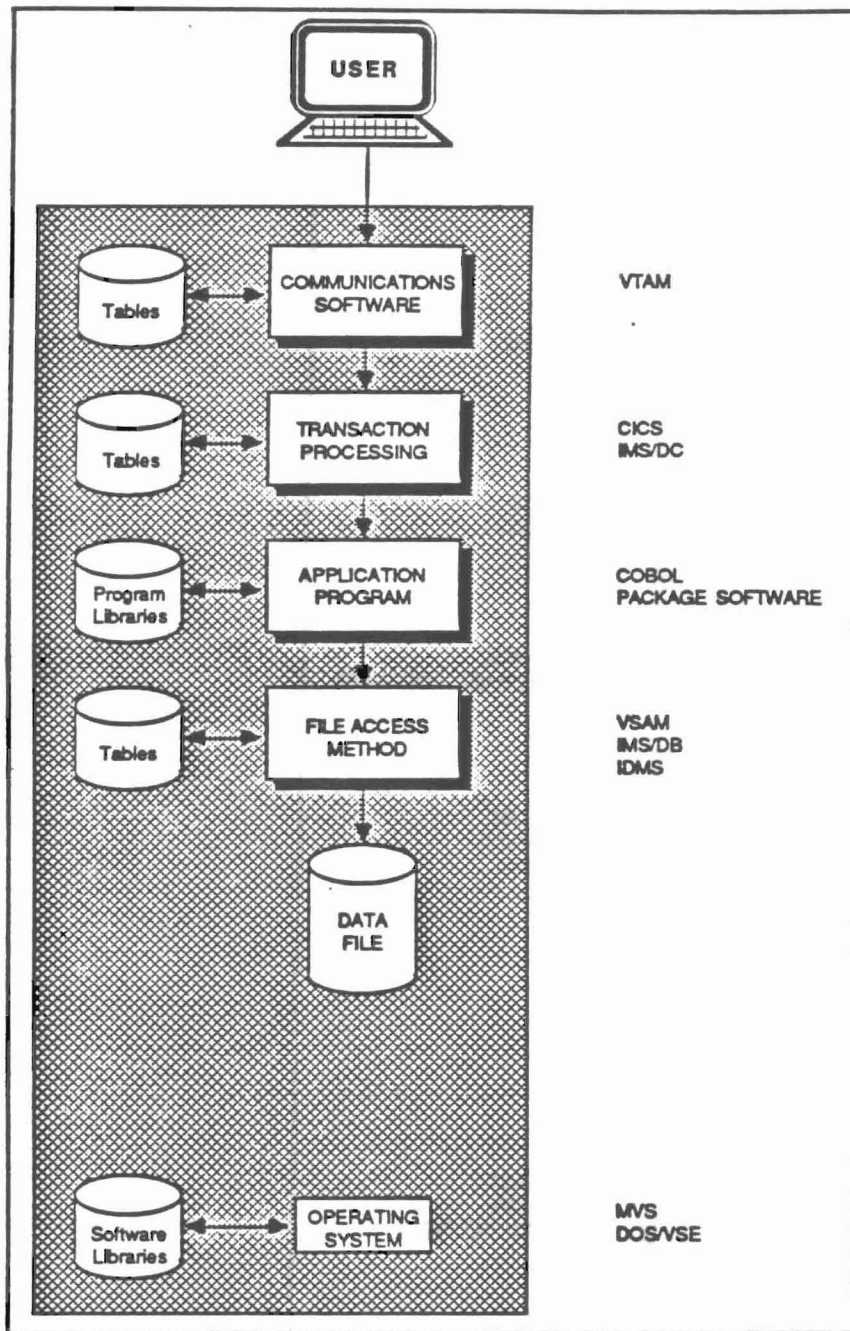 USER
Tables
COMMUNICATIONS
SOFTWARE
VTAM
Tables
TRANSACTION
PROCESSING
CICS
IMS/DC
Program
Libraries
APPLICATION
PROGRAM
COBOL
PACKAGE SOFTWARE
Tables
FILE ACCESS
METHOD
VSAM
IMS/DB
IDMS
DATA
FILE
Software
Libraries
OPERATING
SYSTEM
MVS
DOS/VSE